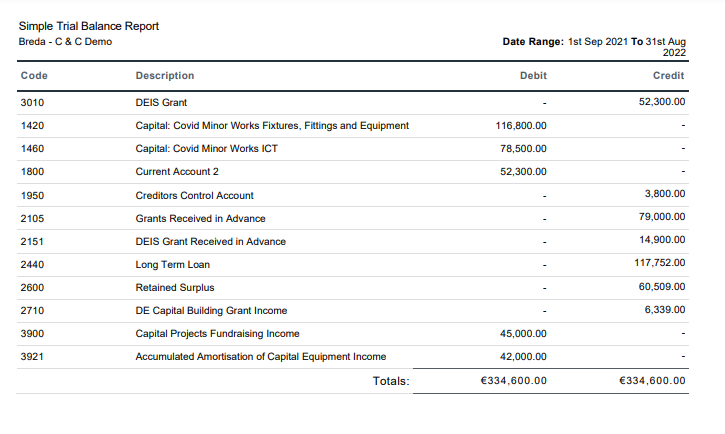 Simple Trial Balance Report
Breda - C & C Demo
Date Range: 1st Sep 2021 To 31st Aug
2022
Code Description Debit Credit
3010 DEIS Grant - 52,300.00
1420 Capital: Covid Minor Works Fixtures, Fittings and Equipment 116,800.00 -
1460 Capital: Covid Minor Works ICT 78,500.00 -
1800 Current Account 2 52,300.00 -
1950 Creditors Control Account - 3,800.00
2105 Grants Received in Advance - 79,000.00
2151 DEIS Grant Received in Advance - 14,900.00
2440 Long Term Loan - 117,752.00
2600 Retained Surplus - 60,509.00
2710 DE Capital Building Grant Income - 6,339.00
3900 Capital Projects Fundraising Income 45,000.00 -
3921 Accumulated Amortisation of Capital Equipment Income 42,000.00 -
Totals: €334,600.00 €334,600.00